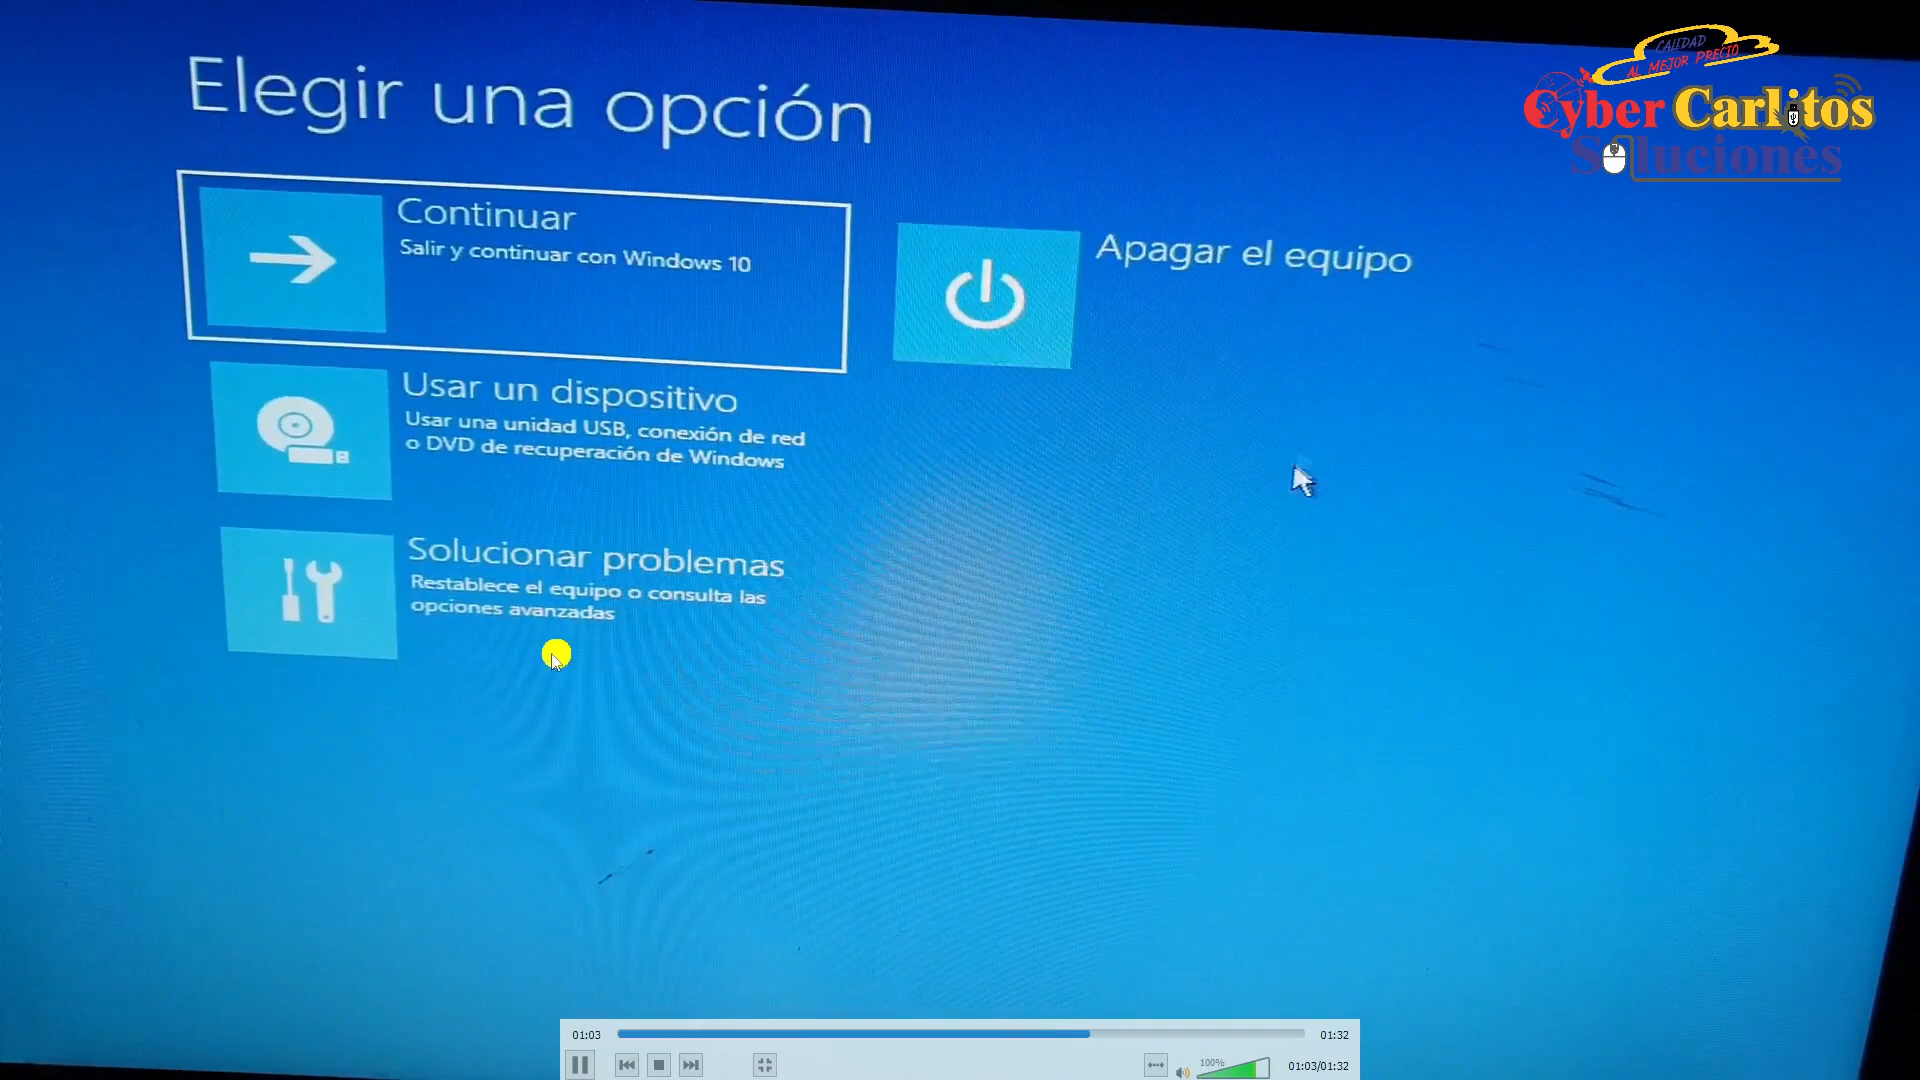 Elegir una opción
CALIDAD
AL MEJOR PRECIO
Cyber Carlitos
Soluciones
Continuar
Salir y continuar con Windows 10
Apagar el equipo
Usar un dispositivo
Usar una unidad USB, conexión de red
o DVD de recuperación de Windows
Solucionar problemas
Restablece el equipo o consulta las
opciones avanzadas
01:03
01:32
100%
01:03/01:32